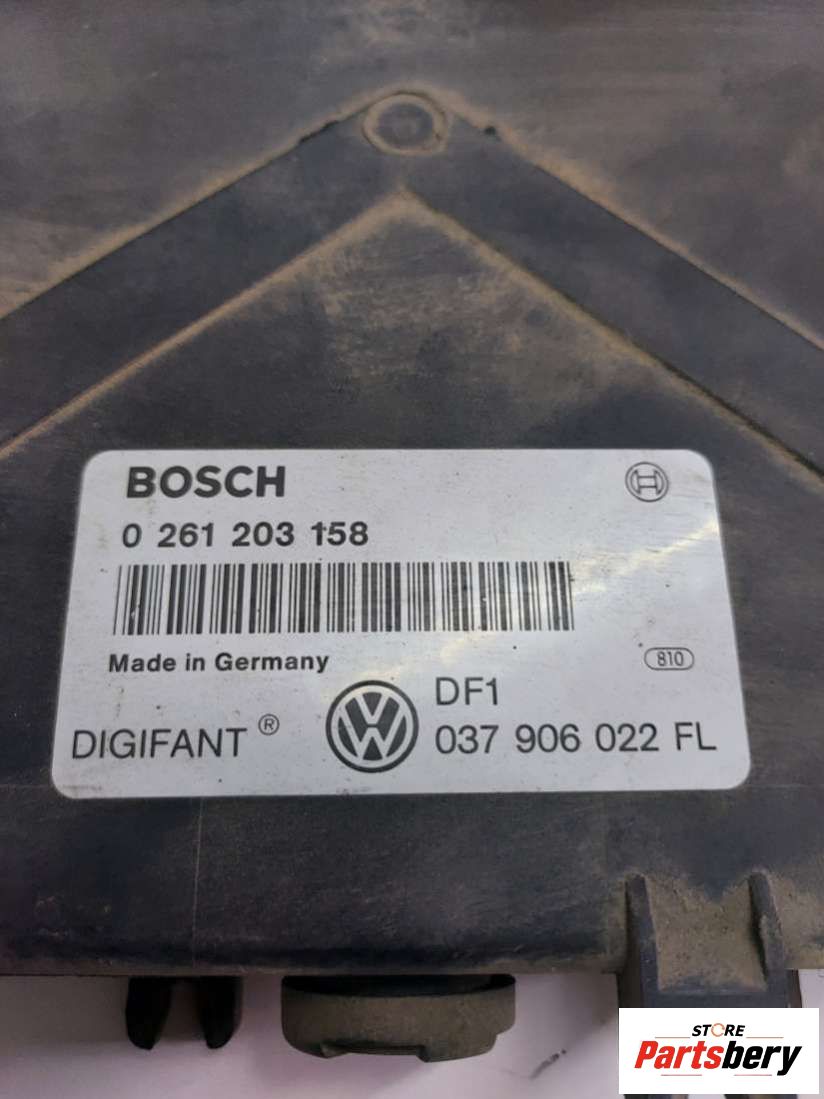 BOSCH
0 261 203 158
Made in Germany
810
DF1
DIGIFANT ®
037 906 022 FL
STORE
Partsbery